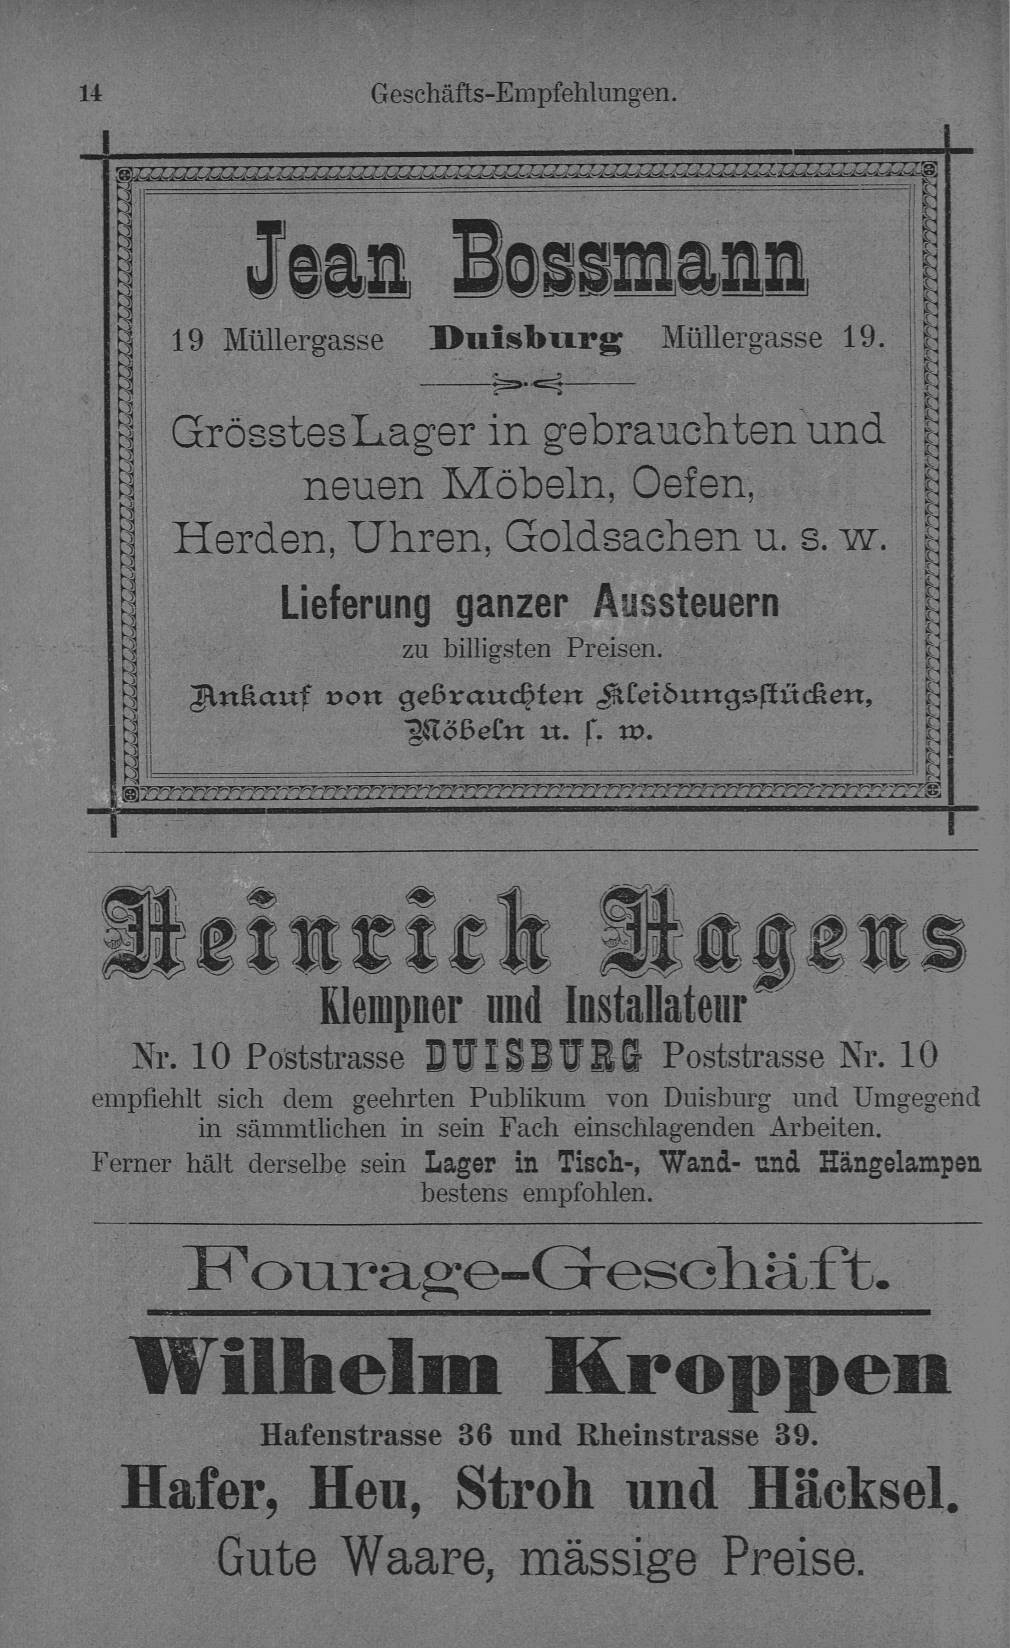 14 Geschäfts-Empfehlungen.
Jean Bossmann
19 Müllergasse Duisburg Müllergasse 19.
Grösstes Lager in gebrauchten und
neuen Möbeln, Oefen,
Herden, Uhren, Goldsachen u. s. w.
Lieferung ganzer Aussteuern
zu billigsten Preisen.
Ankauf von gebrauchten Kleidungsstücken,
Möbeln u. s. w.
Heinrich Hagens
Klempner und Installateur
Nr. 10 Poststrasse DUISBURG Poststrasse Nr. 10
empfiehlt sich dem geehrten Publikum von Duisburg und Umgegend
in sämmtlichen in sein Fach einschlagenden Arbeiten.
Ferner hält derselbe sein Lager in Tisch-, Wand- und Hängelampen
bestens empfohlen.
Fourage-Geschäft.
Wilhelm Kroppen
Hafenstrasse 36 und Rheinstrasse 39.
Hafer, Heu, Stroh und Häcksel.
Gute Waare, mässige Preise.